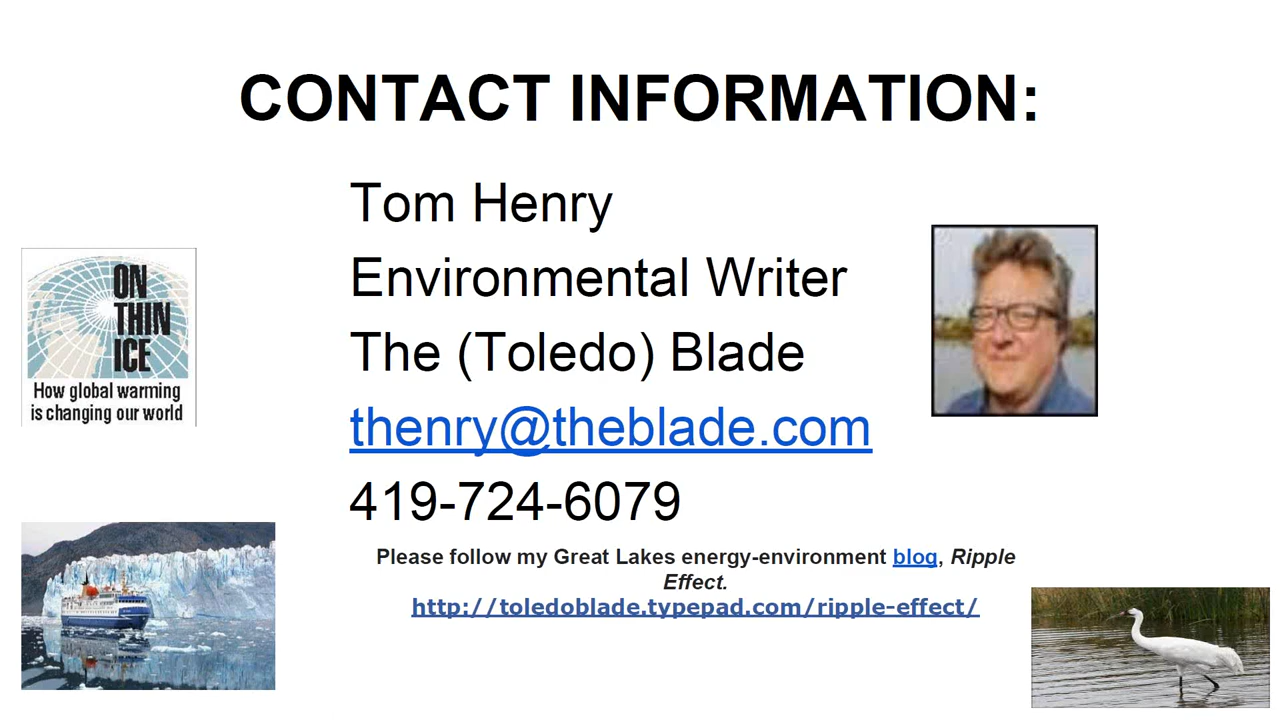 CONTACT INFORMATION:
Tom Henry
Environmental Writer
The (Toledo) Blade
thenry@theblade.com
419-724-6079
Please follow my Great Lakes energy-environment blog, Ripple
Effect.
http://toledoblade.typepad.com/ripple-effect/
ON
THIN
ICE
How global warming
is changing our world